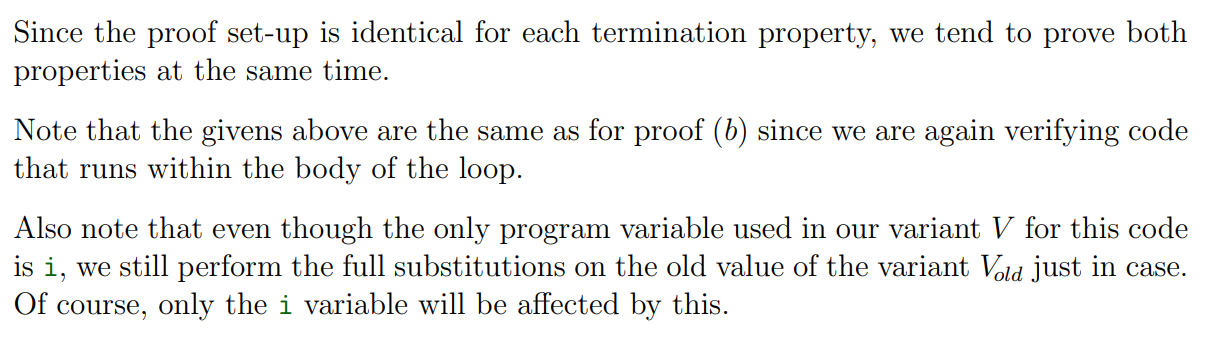 Since the proof set-up is identical for each termination property, we tend to prove both
properties at the same time.
Note that the givens above are the same as for proof (b) since we are again verifying code
that runs within the body of the loop.
Also note that even though the only program variable used in our variant V for this code
is i, we still perform the full substitutions on the old value of the variant V_old just in case.
Of course, only the i variable will be affected by this.